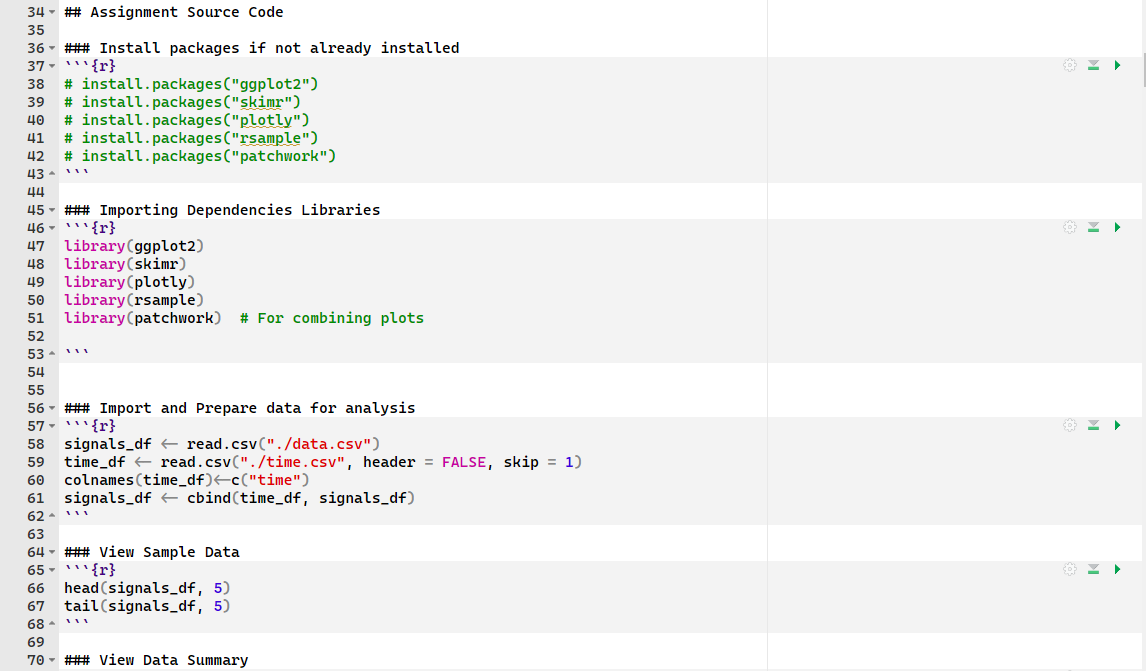 34 ## Assignment Source Code
35
36 ### Install packages if not already installed
37 ```{r}
38 # install.packages("ggplot2")
39 # install.packages("skimr")
40 # install.packages("plotly")
41 # install.packages("rsample")
42 # install.packages("patchwork")
43 ```
44
45 ### Importing Dependencies Libraries
46 ```{r}
47 library(ggplot2)
48 library(skimr)
49 library(plotly)
50 library(rsample)
51 library(patchwork)  # For combining plots
52
53 ```
54
55
56 ### Import and Prepare data for analysis
57 ```{r}
58 signals_df <- read.csv("./data.csv")
59 time_df <- read.csv("./time.csv", header = FALSE, skip = 1)
60 colnames(time_df)<-c("time")
61 signals_df <- cbind(time_df, signals_df)
62 ```
63
64 ### View Sample Data
65 ```{r}
66 head(signals_df, 5)
67 tail(signals_df, 5)
68 ```
69
70 ### View Data Summary